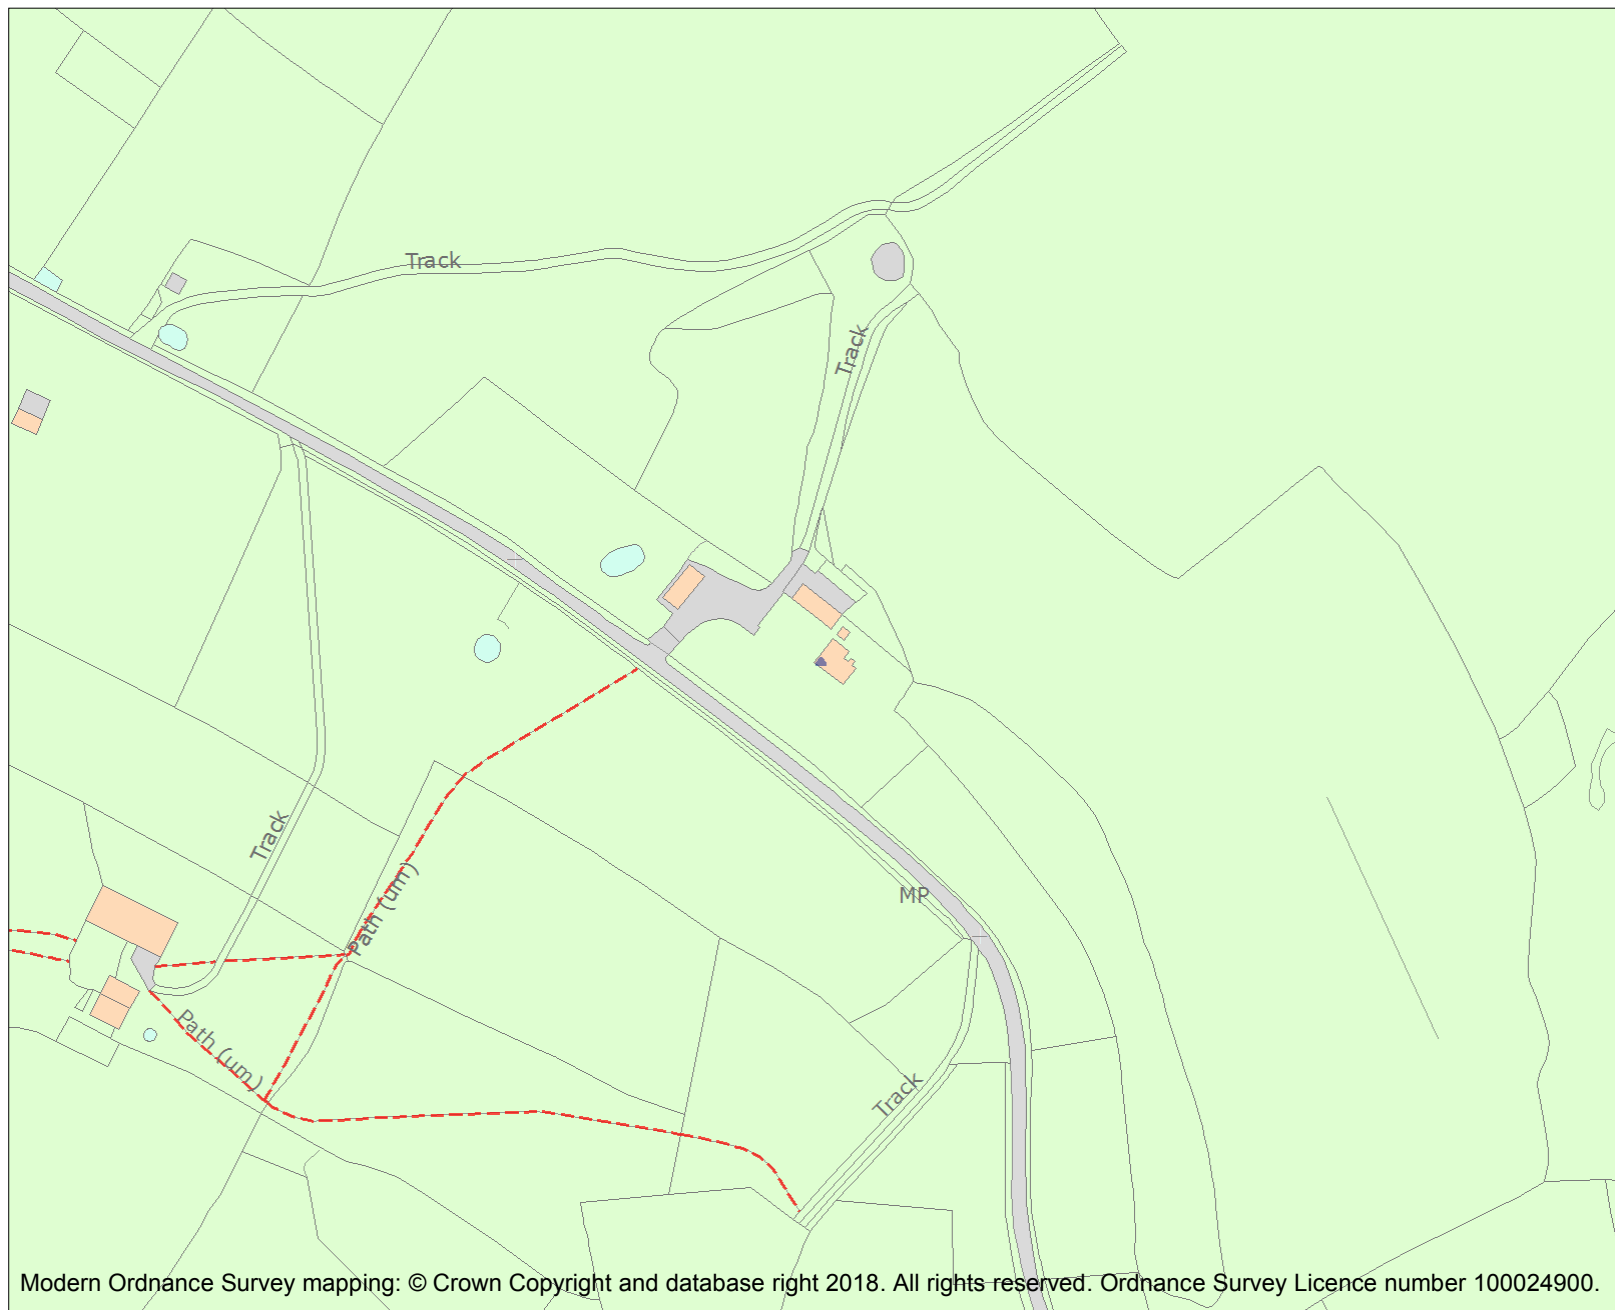 Track
Track
Track
MP
Path (um)
Path (um)
Track
Modern Ordnance Survey mapping: © Crown Copyright and database right 2018. All rights reserved. Ordnance Survey Licence number 100024900.